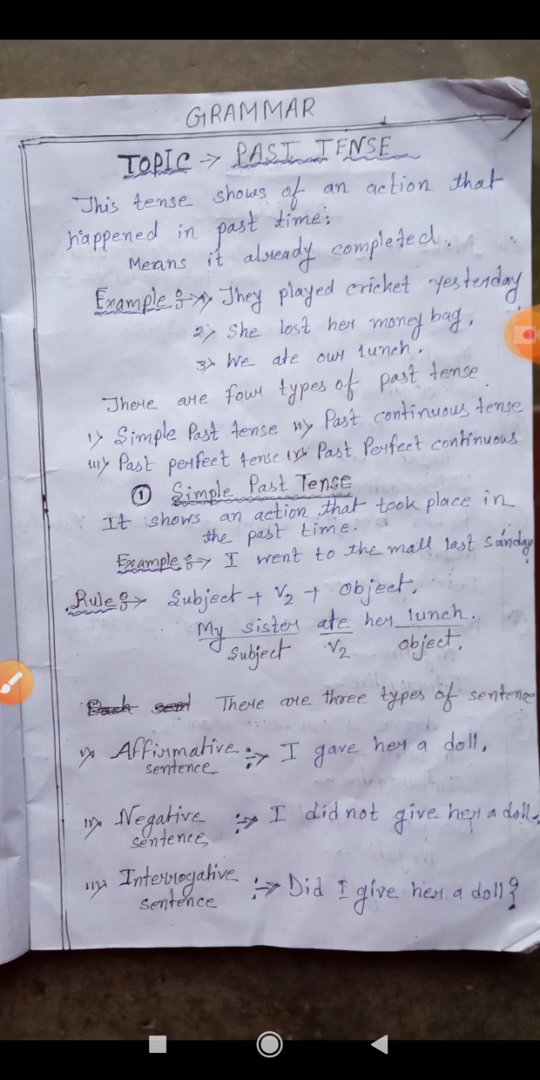 GRAMMAR
TOPIC → PAST TENSE
This tense shows of an action that
happened in past time:
Means it already completed.
Example :→ 1) They played cricket yesterday
2) She lost her money bag.
3) We ate our lunch.
There are four types of past tense.
i) Simple Past tense ii) Past continuous tense
iii) Past perfect tense iv) Past Perfect continuous
① Simple Past Tense
It shows an action that took place in
the past time.
Example :→ I went to the mall last Sunday
Rule :→ Subject + V₂ + Object.
My sister ate her lunch.
Subject V₂ Object.
There are three types of sentence
i) Affirmative sentence :→ I gave her a doll.
ii) Negative sentence :→ I did not give her a doll.
iii) Interrogative sentence :→ Did I give her a doll?